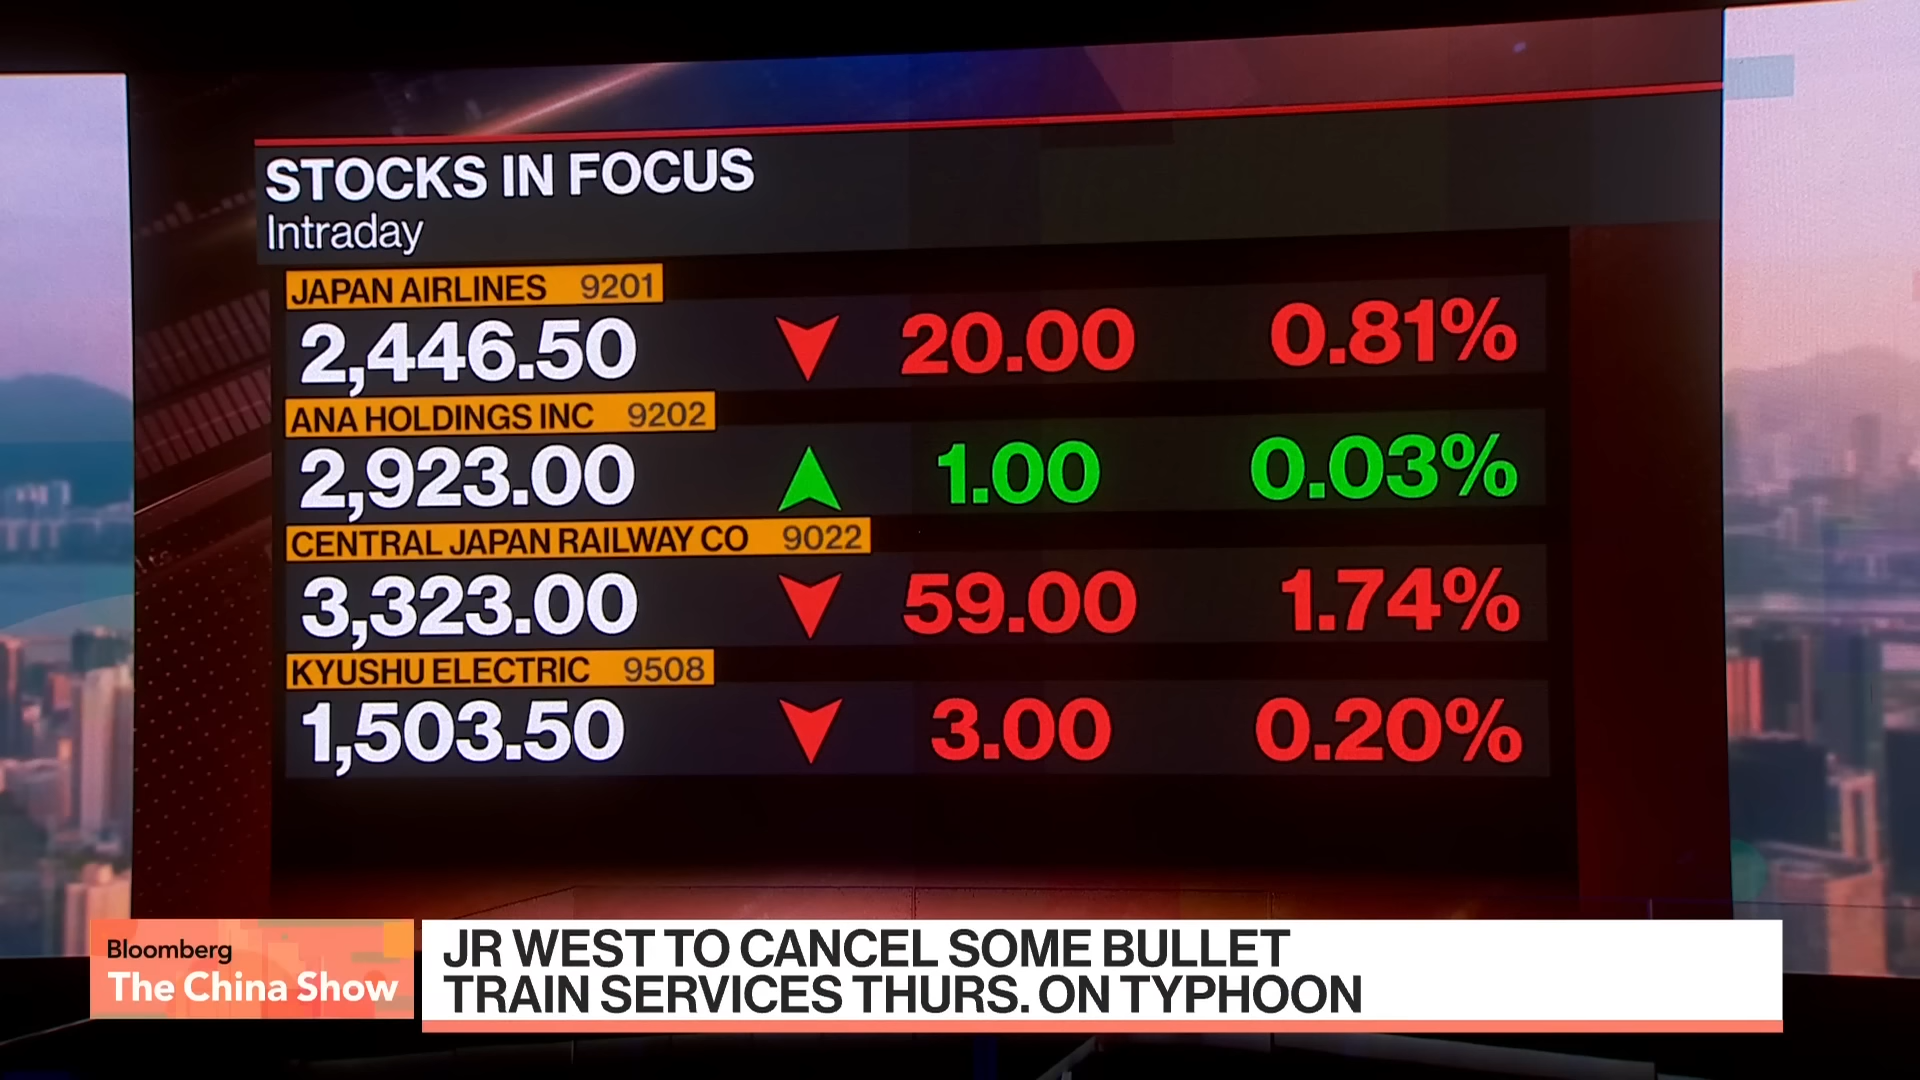 STOCKS IN FOCUS
Intraday
JAPAN AIRLINES 9201
2,446.50 20.00 0.81%
ANA HOLDINGS INC 9202
2,923.00 1.00 0.03%
CENTRAL JAPAN RAILWAY CO 9022
3,323.00 59.00 1.74%
KYUSHU ELECTRIC 9508
1,503.50 3.00 0.20%
Bloomberg
The China Show
JR WEST TO CANCEL SOME BULLET
TRAIN SERVICES THURS. ON TYPHOON